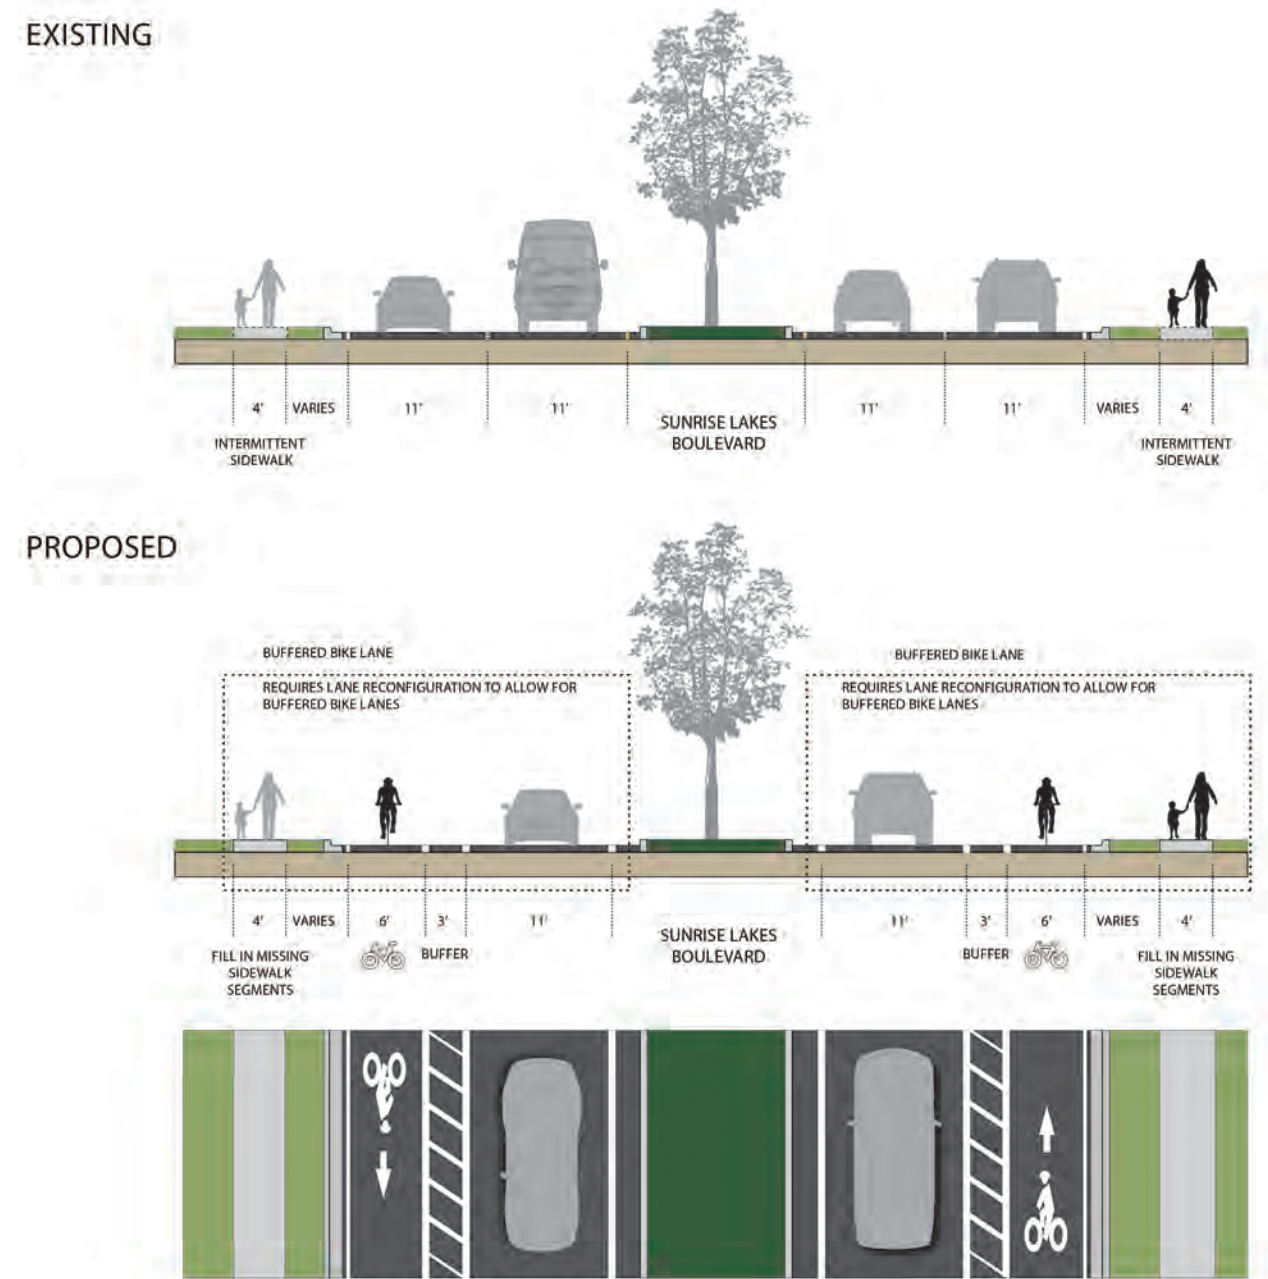 EXISTING
4' VARIES 11' 11' SUNRISE LAKES BOULEVARD 11' 11' VARIES 4'
INTERMITTENT
SIDEWALK
INTERMITTENT
SIDEWALK
PROPOSED
BUFFERED BIKE LANE
REQUIRES LANE RECONFIGURATION TO ALLOW FOR
BUFFERED BIKE LANES
BUFFERED BIKE LANE
REQUIRES LANE RECONFIGURATION TO ALLOW FOR
BUFFERED BIKE LANES
4' VARIES 6' 3' 11' 11' 3' 6' VARIES 4'
SUNRISE LAKES
BOULEVARD
FILL IN MISSING
SIDEWALK
SEGMENTS
BUFFER
BUFFER
FILL IN MISSING
SIDEWALK
SEGMENTS